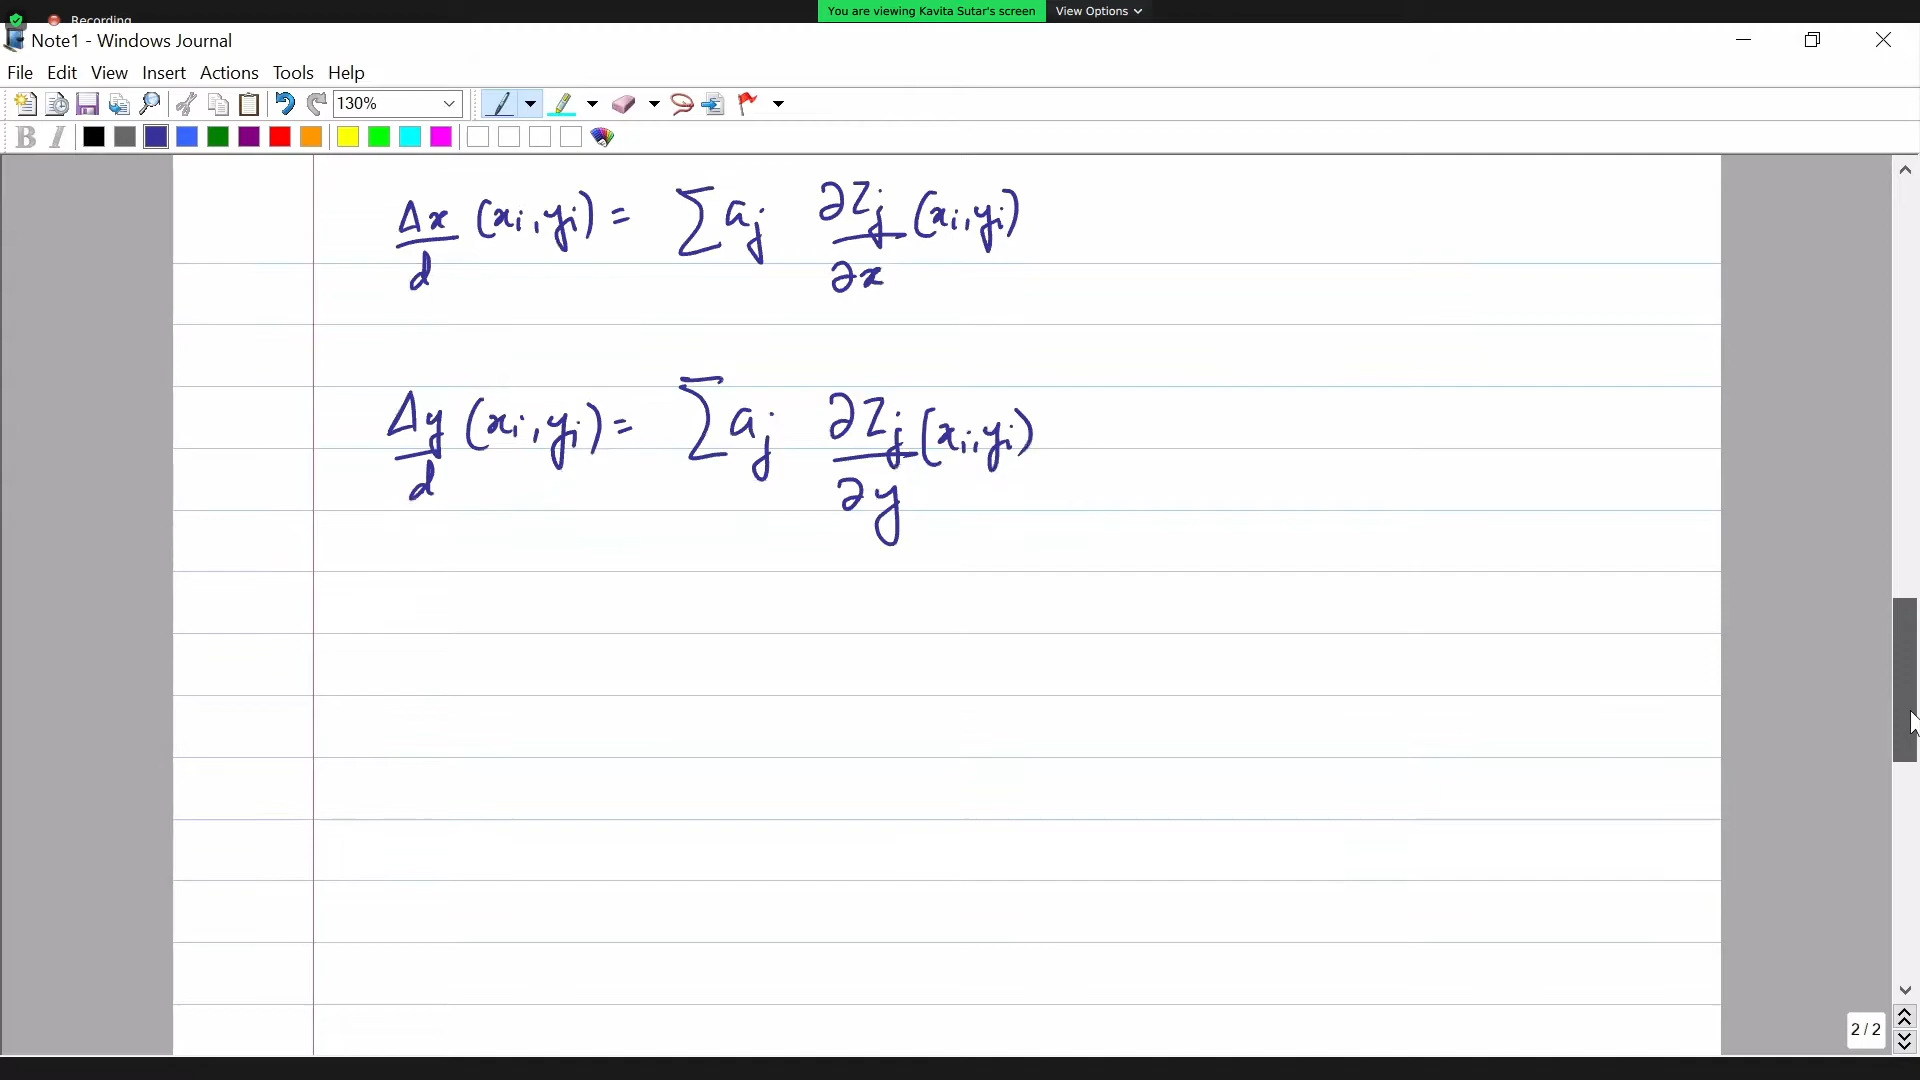 Recording
You are viewing Kavita Sutar's screen View Options
Note1 - Windows Journal
File Edit View Insert Actions Tools Help
130%
B I
Δx/d (xi, yi) = Σ aj ∂Zj/∂x (xi, yi)
Δy/d (xi, yi) = Σ aj ∂Zj/∂y (xi, yi)
2 / 2